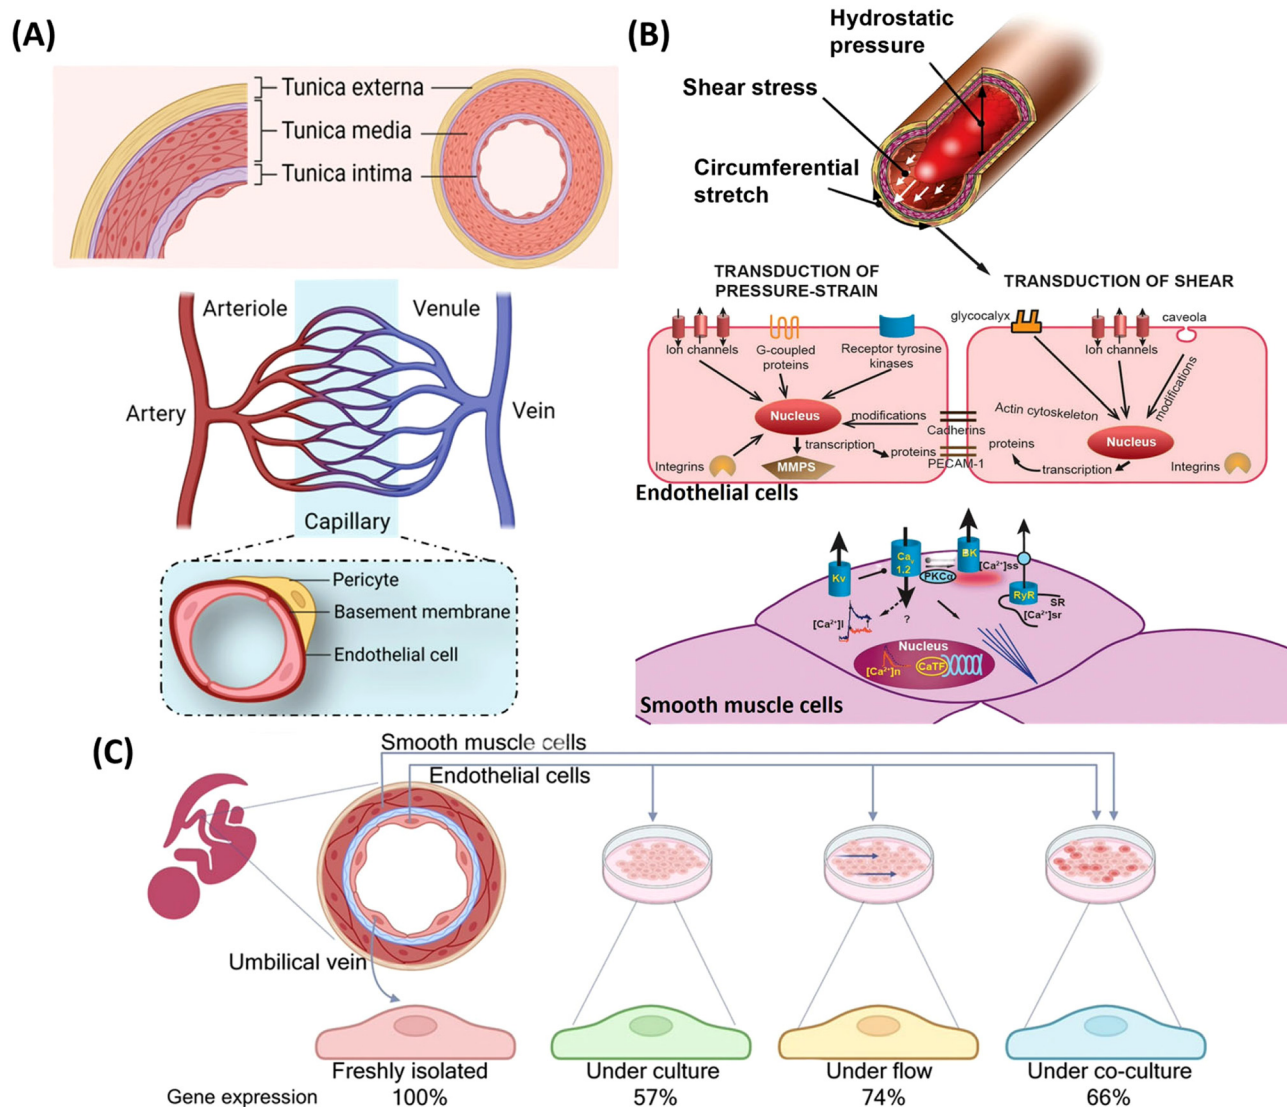 (A)
Tunica externa
Tunica media
Tunica intima
Arteriole
Venule
Artery
Vein
Capillary
Pericyte
Basement membrane
Endothelial cell
(B)
Hydrostatic
pressure
Shear stress
Circumferential
stretch
TRANSDUCTION OF
PRESSURE-STRAIN
TRANSDUCTION OF SHEAR
Ion channels
G-coupled
proteins
Receptor tyrosine
kinases
Nucleus
modifications
Cadherins
transcription
proteins
PECAM-1
Integrins
MMPS
glycocalyx
Ion channels
caveola
modifications
Actin cytoskeleton
Nucleus
proteins
transcription
Integrins
Endothelial cells
Kv
Cav
1.2
PKCα
BK
[Ca²⁺]ss
RyR
SR
[Ca²⁺]sr
[Ca²⁺]I
?
Nucleus
[Ca²⁺]n
CaTF
Smooth muscle cells
(C)
Smooth muscle cells
Endothelial cells
Umbilical vein
Freshly isolated
Under culture
Under flow
Under co-culture
Gene expression 100% 57% 74% 66%